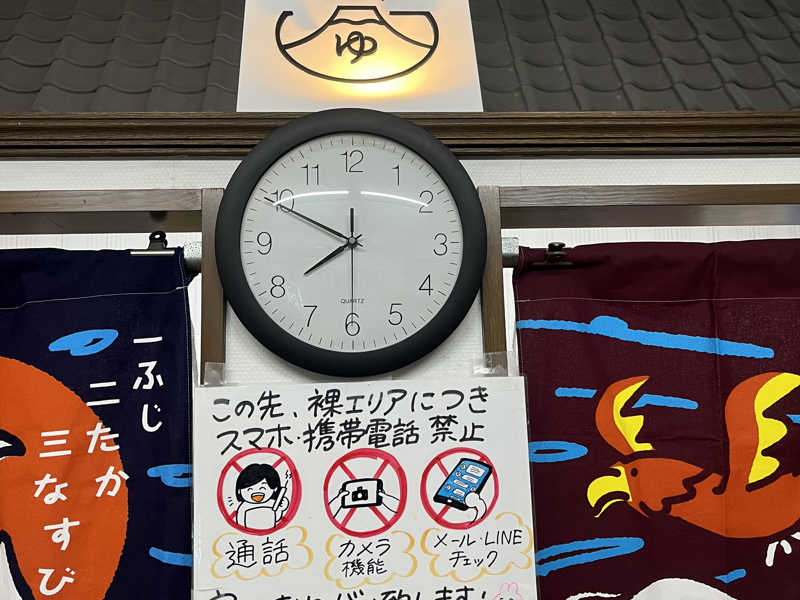 ゆ
12
1
2
3
4
5
6
7
8
9
10
11
QUARTZ
一ふじ
二たか
三なすび
この先、裸エリアにつき
スマホ・携帯電話 禁止
通話
カメラ
機能
メール・LINE
チェック